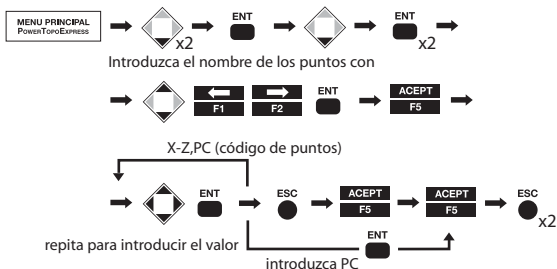 MENU PRINCIPAL
POWERTOPOEXPRESS
x2
ENT
ENT
x2
Introduzca el nombre de los puntos con
F1
F2
ENT
ACEPT
F5
X-Z,PC (código de puntos)
ENT
ESC
ACEPT
F5
ACEPT
F5
ESC
x2
repita para introducir el valor
ENT
introduzca PC